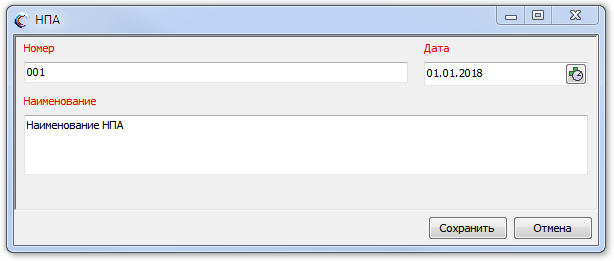 НПА
Номер
Дата
001
01.01.2018
Наименование
Наименование НПА
Сохранить
Отмена